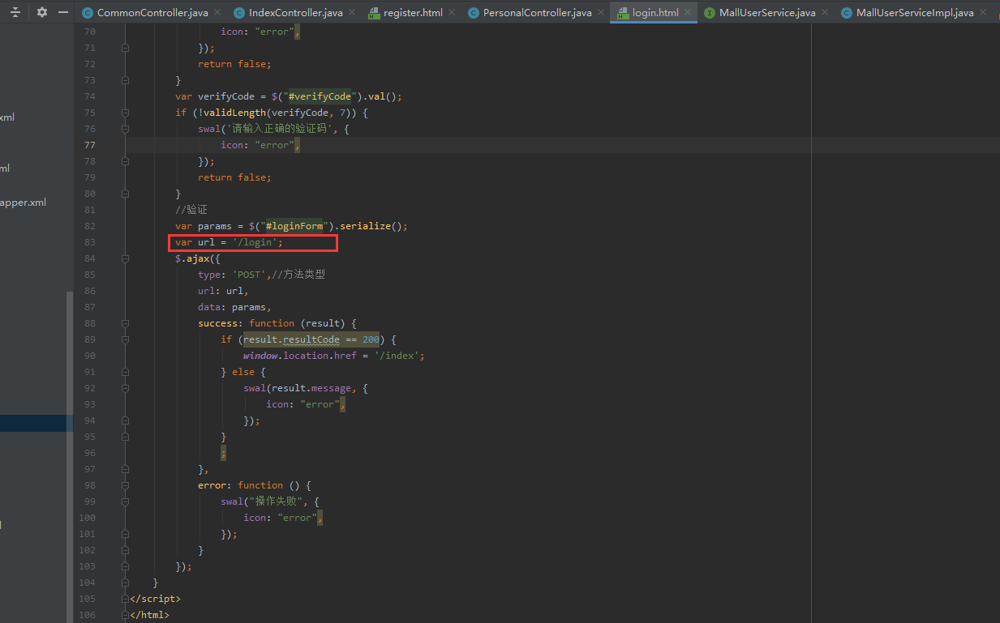 CommonController.java IndexController.java register.html PersonalController.java login.html MallUserService.java MallUserServiceImpl.java
xml
ml
apper.xml
70 icon: "error",
71 });
72 return false;
73 }
74 var verifyCode = $("#verifyCode").val();
75 if (!validLength(verifyCode, 7)) {
76 swal('请输入正确的验证码', {
77 icon: "error",
78 });
79 return false;
80 }
81 //验证
82 var params = $("#loginForm").serialize();
83 var url = '/login';
84 $.ajax({
85 type: 'POST',//方法类型
86 url: url,
87 data: params,
88 success: function (result) {
89 if (result.resultCode == 200) {
90 window.location.href = '/index';
91 } else {
92 swal(result.message, {
93 icon: "error",
94 });
95 }
96 ;
97 },
98 error: function () {
99 swal("操作失败", {
100 icon: "error",
101 });
102 }
103 });
104 }
105 </script>
106 </html>